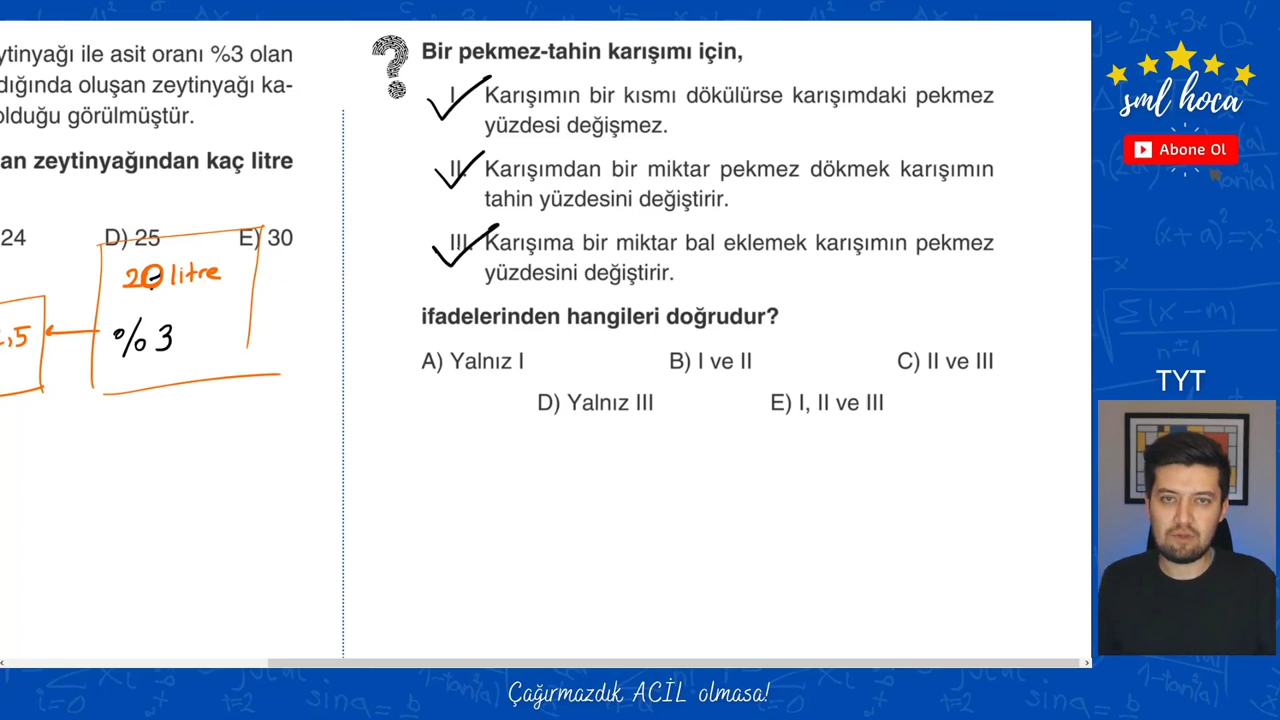 ytinyağı ile asit oranı %3 olan
dığında oluşan zeytinyağı ka-
olduğu görülmüştür.
an zeytinyağından kaç litre
24 D) 25 E) 30
20 litre
,5 %3
Bir pekmez-tahin karışımı için,
I. Karışımın bir kısmı dökülürse karışımdaki pekmez
yüzdesi değişmez.
II. Karışımdan bir miktar pekmez dökmek karışımın
tahin yüzdesini değiştirir.
III. Karışıma bir miktar bal eklemek karışımın pekmez
yüzdesini değiştirir.
ifadelerinden hangileri doğrudur?
A) Yalnız I B) I ve II C) II ve III
D) Yalnız III E) I, II ve III
sml hoca
Abone Ol
TYT
Çağırmazdık ACİL olmasa!